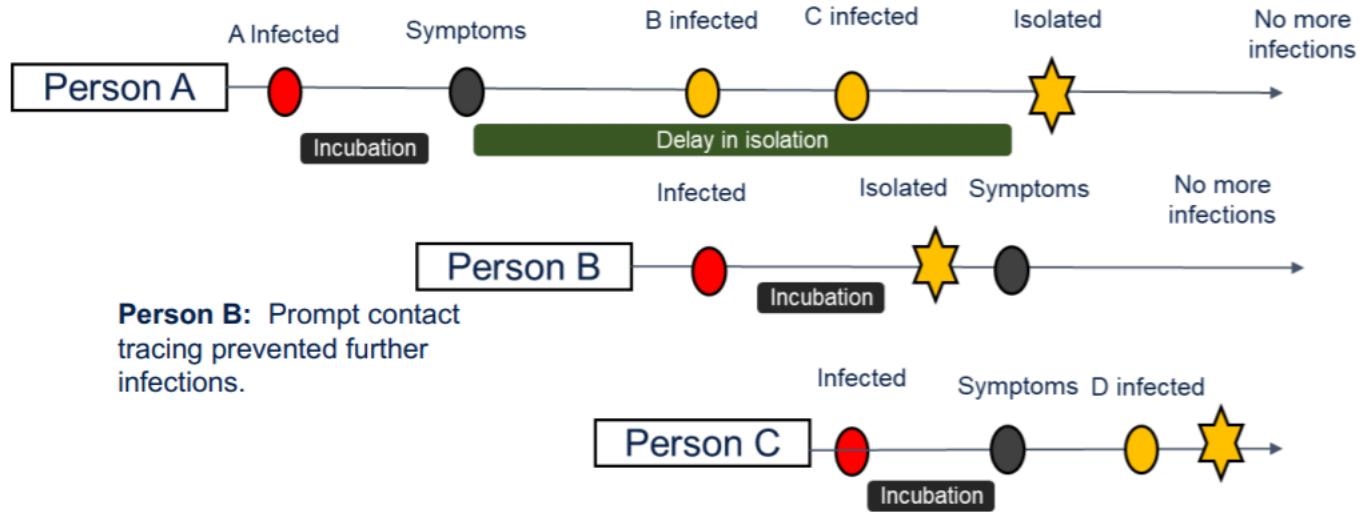 A Infected
Symptoms
B infected
C infected
Isolated
No more
infections
Person A
Incubation
Delay in isolation
Infected
Isolated
Symptoms
No more
infections
Person B
Incubation
Person B: Prompt contact
tracing prevented further
infections.
Infected
Symptoms
D infected
Person C
Incubation